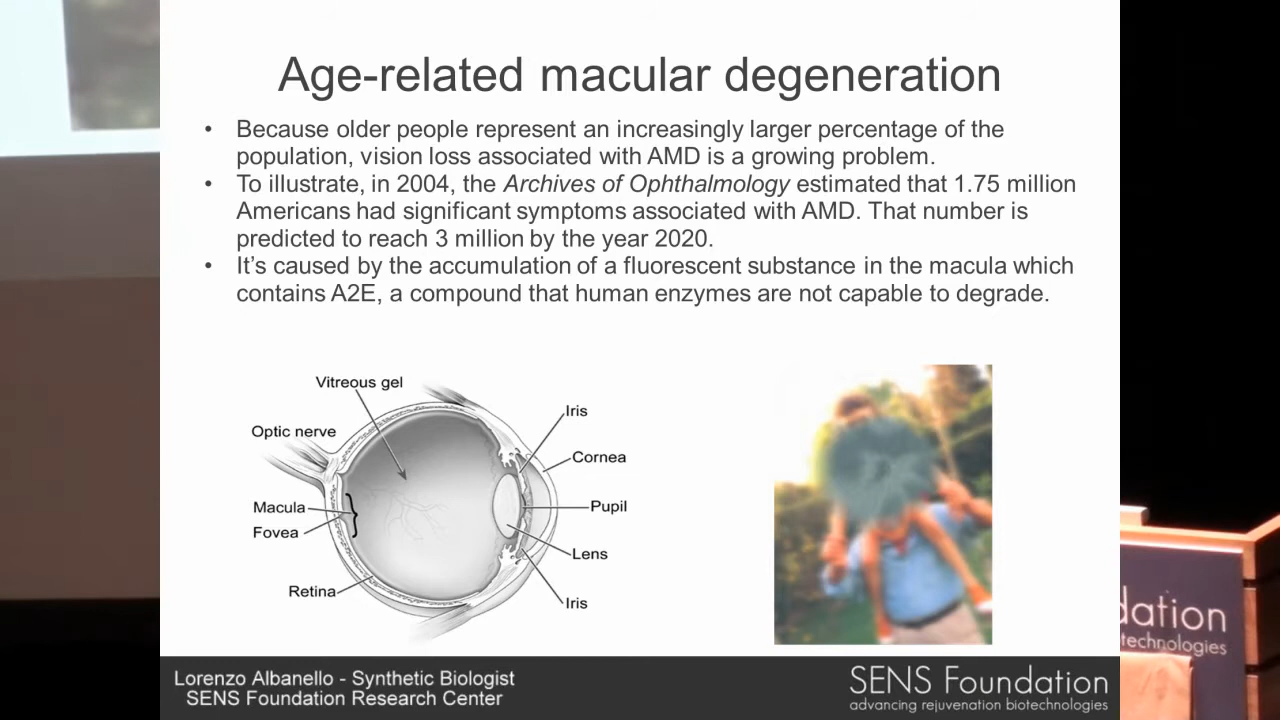 Age-related macular degeneration
• Because older people represent an increasingly larger percentage of the
population, vision loss associated with AMD is a growing problem.
• To illustrate, in 2004, the Archives of Ophthalmology estimated that 1.75 million
Americans had significant symptoms associated with AMD. That number is
predicted to reach 3 million by the year 2020.
• It’s caused by the accumulation of a fluorescent substance in the macula which
contains A2E, a compound that human enzymes are not capable to degrade.
Vitreous gel
Iris
Optic nerve
Cornea
Macula
Pupil
Fovea
Lens
Retina
Iris
dation
technologies
Lorenzo Albanello - Synthetic Biologist
SENS Foundation Research Center
SENS Foundation
advancing rejuvenation biotechnologies